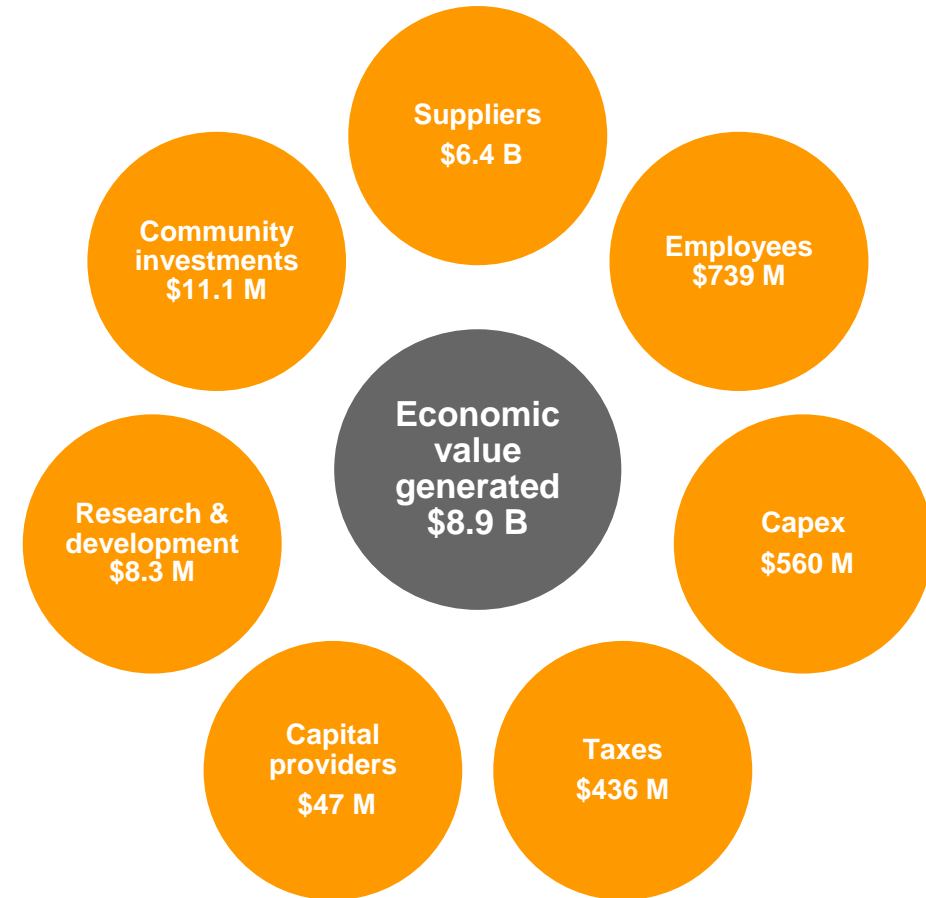 Suppliers
$6.4 B
Employees
$739 M
Capex
$560 M
Taxes
$436 M
Capital
providers
$47 M
Research &
development
$8.3 M
Community
investments
$11.1 M
Economic
value
generated
$8.9 B